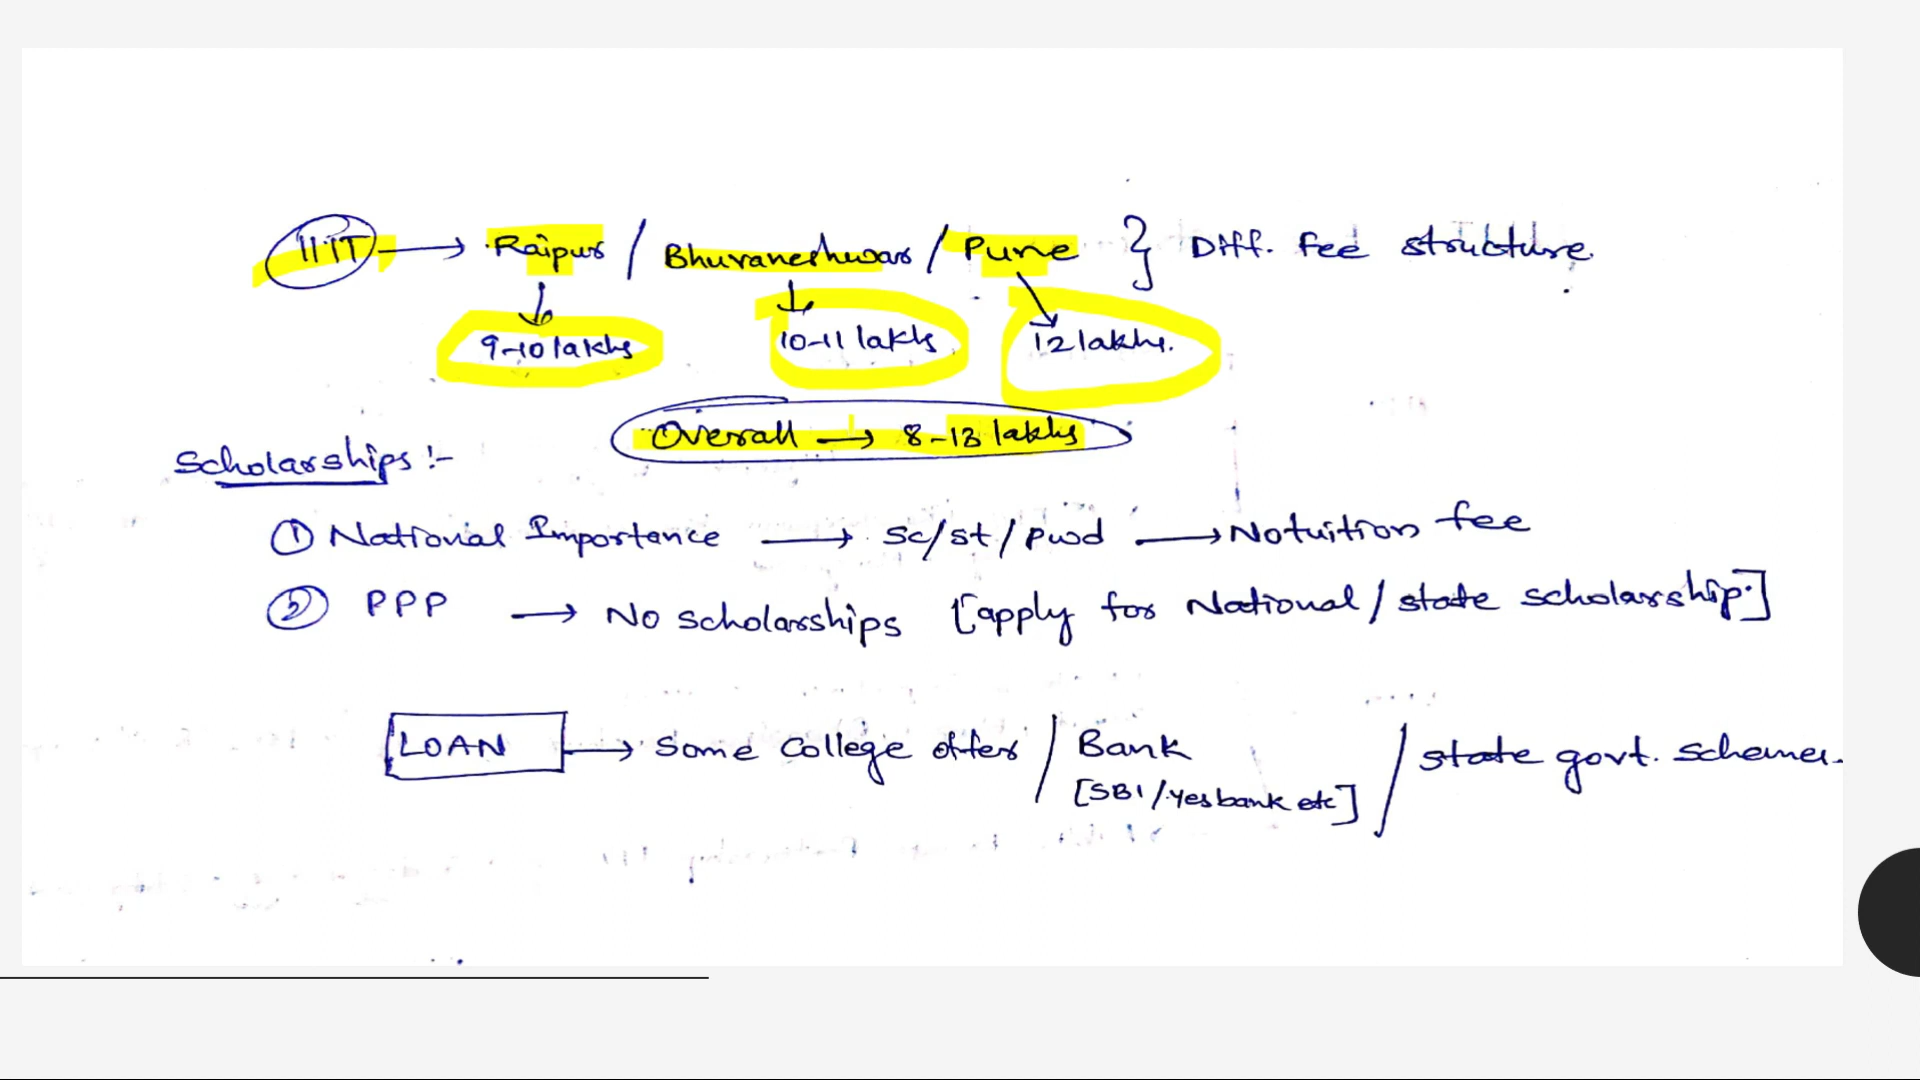 IIIT → Raipur / Bhuvaneshwar / Pune } Diff. fee structure.
↓ ↓ ↘
9-10 lakhs 10-11 lakhs 12 lakhs.
Overall → 8-13 lakhs
Scholarships :-
① National Importance → Sc/st/pwd → No tuition fee
② PPP → No scholarships [apply for National / state scholarship.]
LOAN → Some College offer / Bank / state govt. schemes.
[SBI / Yes bank etc]